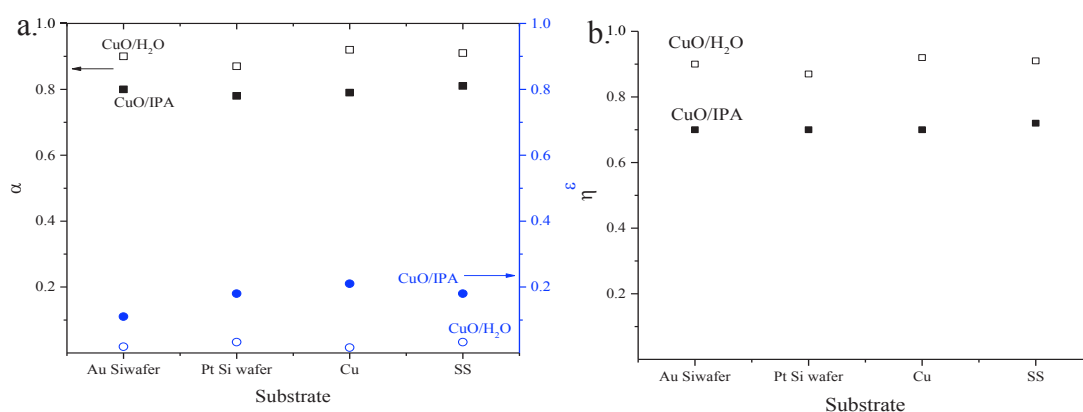 a.
1.0
0.8
0.6
0.4
0.2
α
CuO/H₂O
CuO/IPA
CuO/IPA
CuO/H₂O
1.0
0.8
0.6
0.4
0.2
ε
Au Siwafer Pt Si wafer Cu SS
Substrate
b.
1.0
0.8
0.6
0.4
0.2
η
CuO/H₂O
CuO/IPA
Au Siwafer Pt Si wafer Cu SS
Substrate